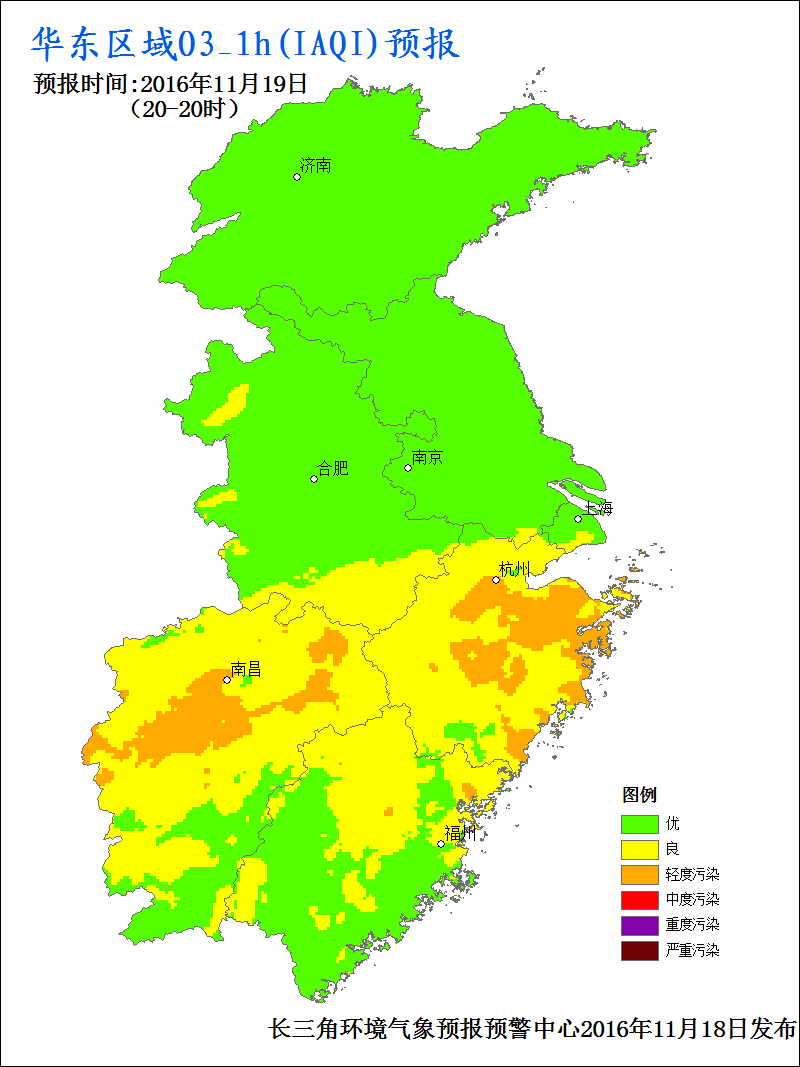 华东区域O3_1h(IAQI)预报
预报时间:2016年11月19日
(20-20时)
济南
合肥
南京
上海
杭州
南昌
福州
图例
优
良
轻度污染
中度污染
重度污染
严重污染
长三角环境气象预报预警中心2016年11月18日发布